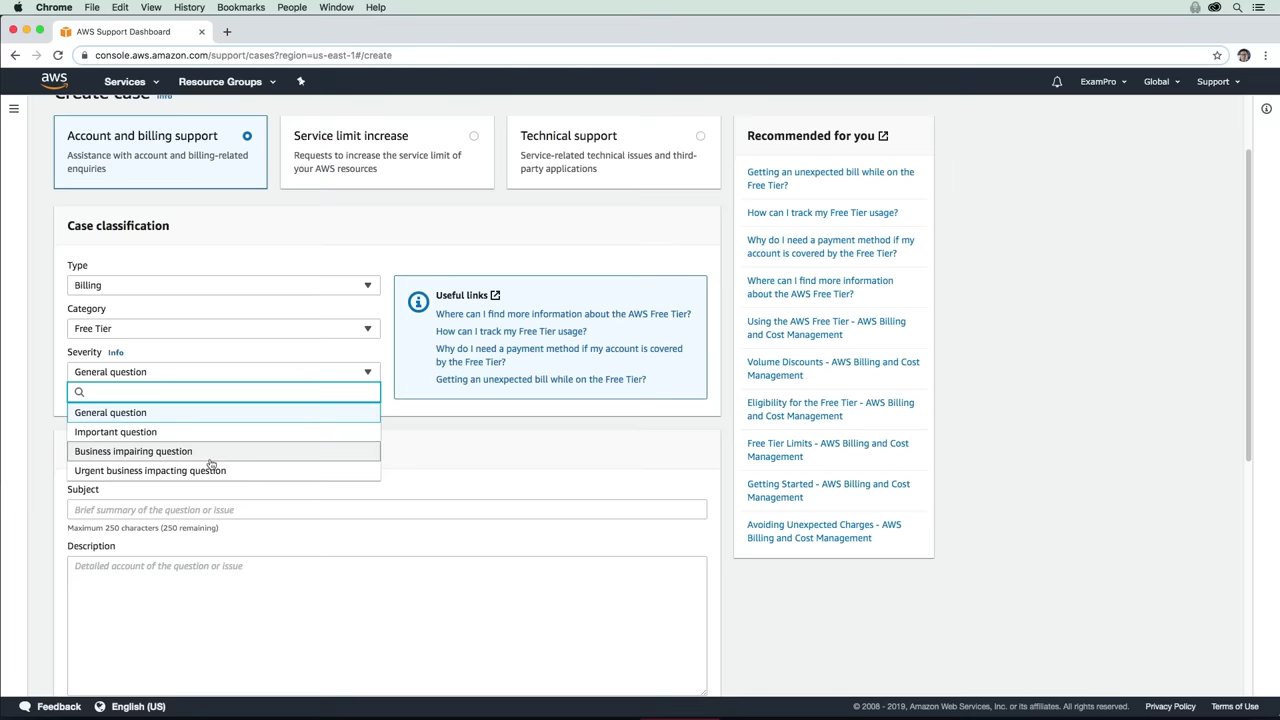 Chrome File Edit View History Bookmarks People Window Help
AWS Support Dashboard
console.aws.amazon.com/support/cases?region=us-east-1#/create
aws Services Resource Groups ExamPro Global Support
Create case Info
Account and billing support
Assistance with account and billing-related
enquiries
Service limit increase
Requests to increase the service limit of
your AWS resources
Technical support
Service-related technical issues and third-
party applications
Case classification
Type
Billing
Category
Free Tier
Severity Info
General question
General question
Important question
Business impairing question
Urgent business impacting question
Useful links
Where can I find more information about the AWS Free Tier?
How can I track my Free Tier usage?
Why do I need a payment method if my account is covered
by the Free Tier?
Getting an unexpected bill while on the Free Tier?
Subject
Brief summary of the question or issue
Maximum 250 characters (250 remaining)
Description
Detailed account of the question or issue
Recommended for you
Getting an unexpected bill while on the
Free Tier?
How can I track my Free Tier usage?
Why do I need a payment method if my
account is covered by the Free Tier?
Where can I find more information
about the AWS Free Tier?
Using the AWS Free Tier - AWS Billing
and Cost Management
Volume Discounts - AWS Billing and Cost
Management
Eligibility for the Free Tier - AWS Billing
and Cost Management
Free Tier Limits - AWS Billing and Cost
Management
Getting Started - AWS Billing and Cost
Management
Avoiding Unexpected Charges - AWS
Billing and Cost Management
Feedback English (US) © 2008 - 2019, Amazon Web Services, Inc. or its affiliates. All rights reserved. Privacy Policy Terms of Use